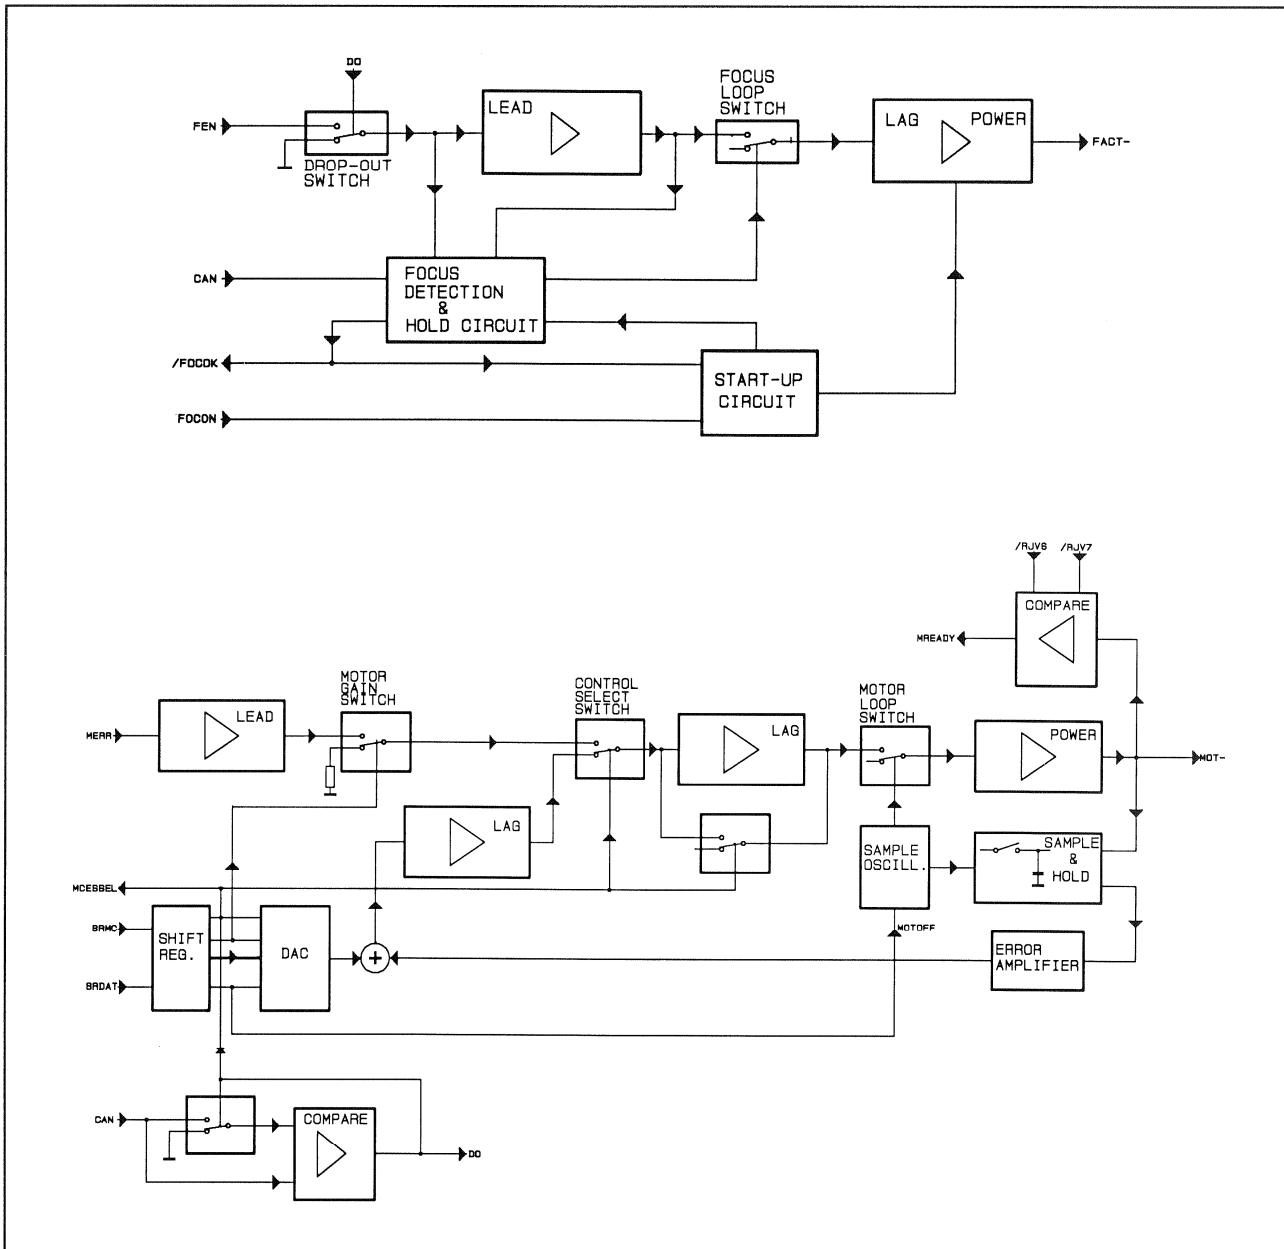 DO
FEN
DROP-OUT
SWITCH
LEAD
FOCUS
LOOP
SWITCH
LAG POWER
FACT-
CAN
FOCUS
DETECTION
&
HOLD CIRCUIT
/FOCOK
START-UP
CIRCUIT
FOCON
/RJV6 /RJV7
COMPARE
MREADY
MERR
LEAD
MOTOR
GAIN
SWITCH
CONTROL
SELECT
SWITCH
LAG
MOTOR
LOOP
SWITCH
POWER
MOT-
LAG
SAMPLE
OSCILL.
SAMPLE
&
HOLD
MCESBEL
BRMC
SHIFT
REG.
DAC
+
MOTOFF
ERROR
AMPLIFIER
BRDAT
CAN
COMPARE
DO